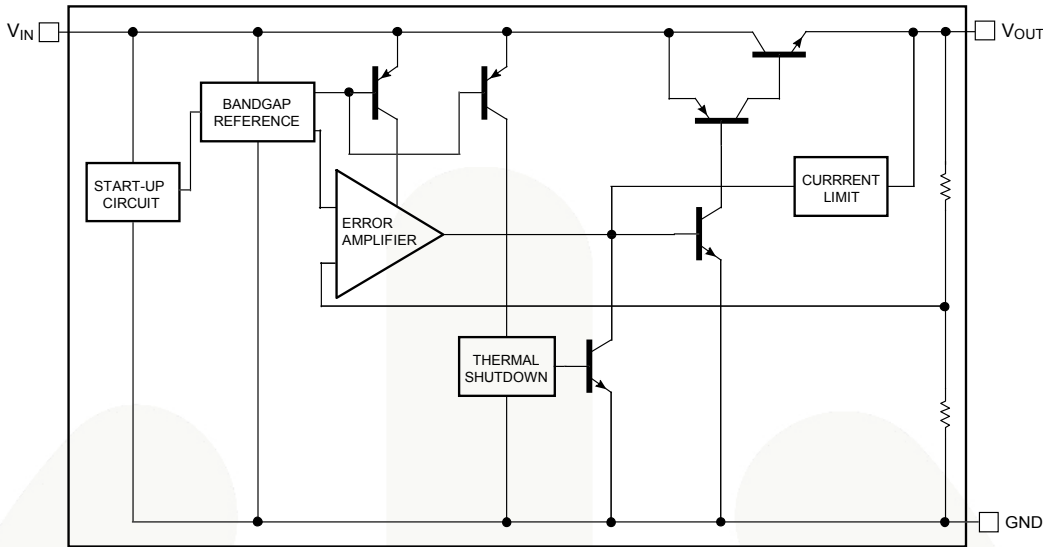 VIN
VOUT
BANDGAP
REFERENCE
START-UP
CIRCUIT
ERROR
AMPLIFIER
CURRRENT
LIMIT
THERMAL
SHUTDOWN
GND